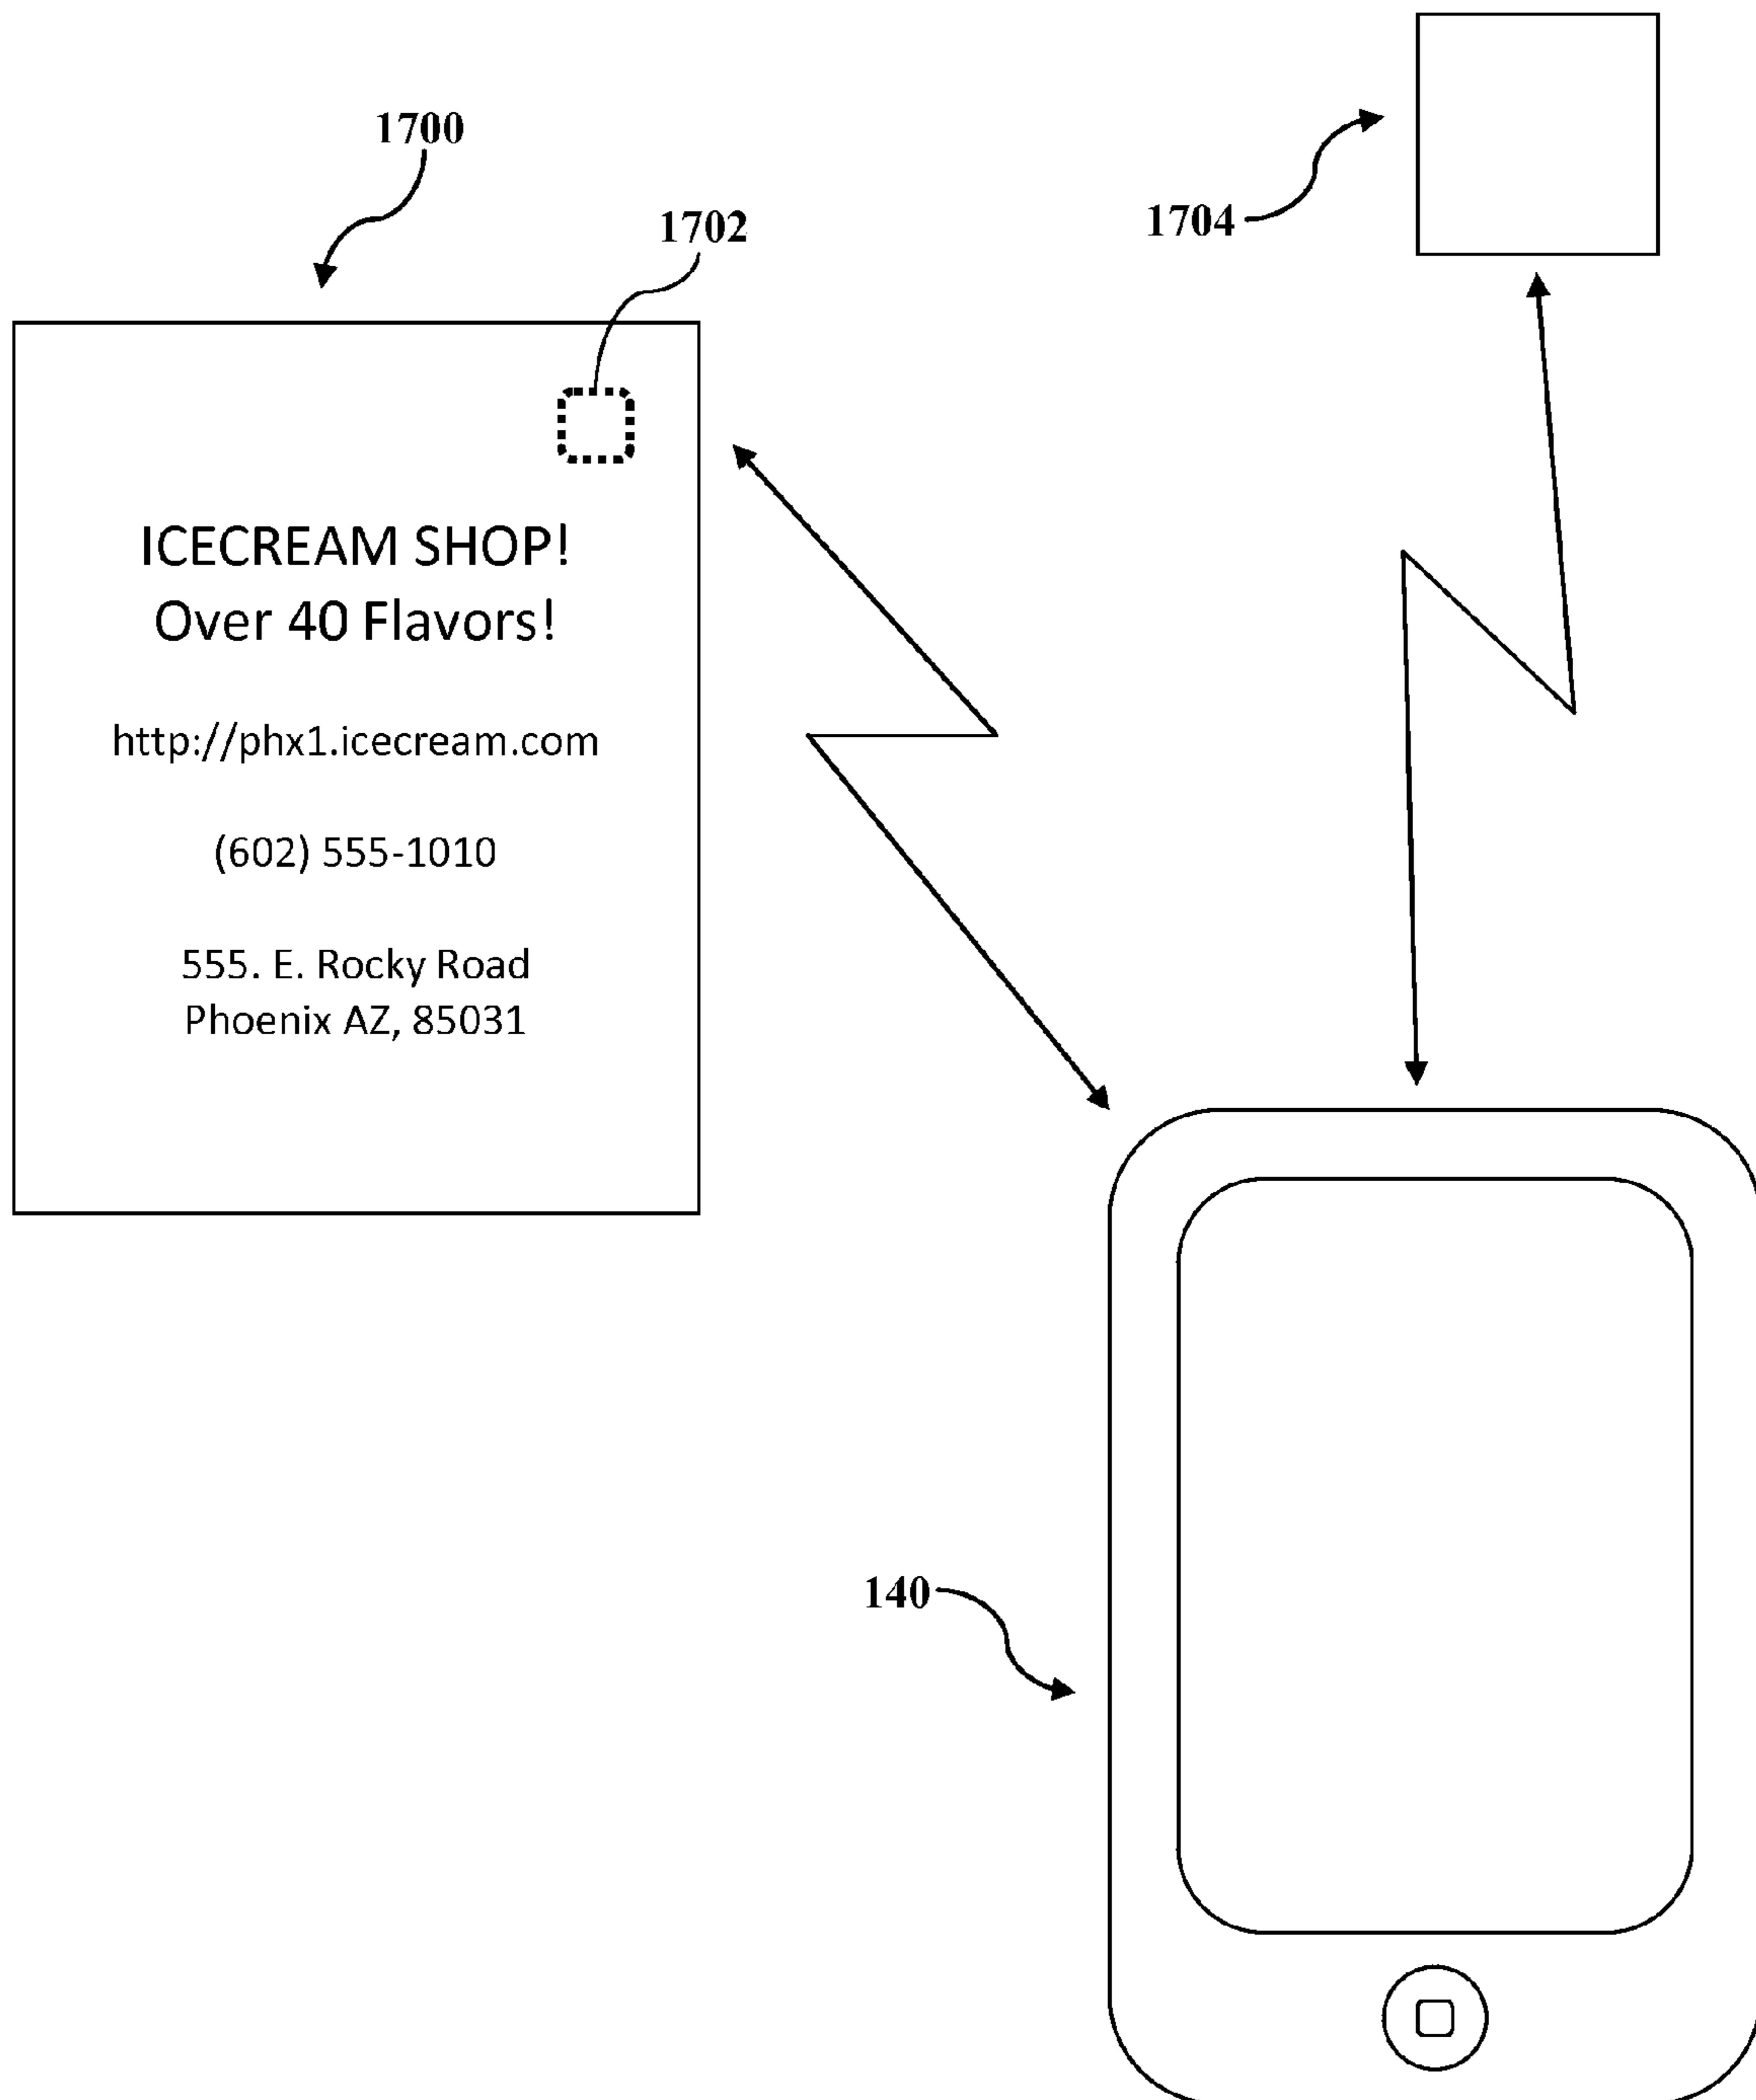 1700
1702
1704
ICECREAM SHOP!
Over 40 Flavors!
http://phx1.icecream.com
(602) 555-1010
555. E. Rocky Road
Phoenix AZ, 85031
140